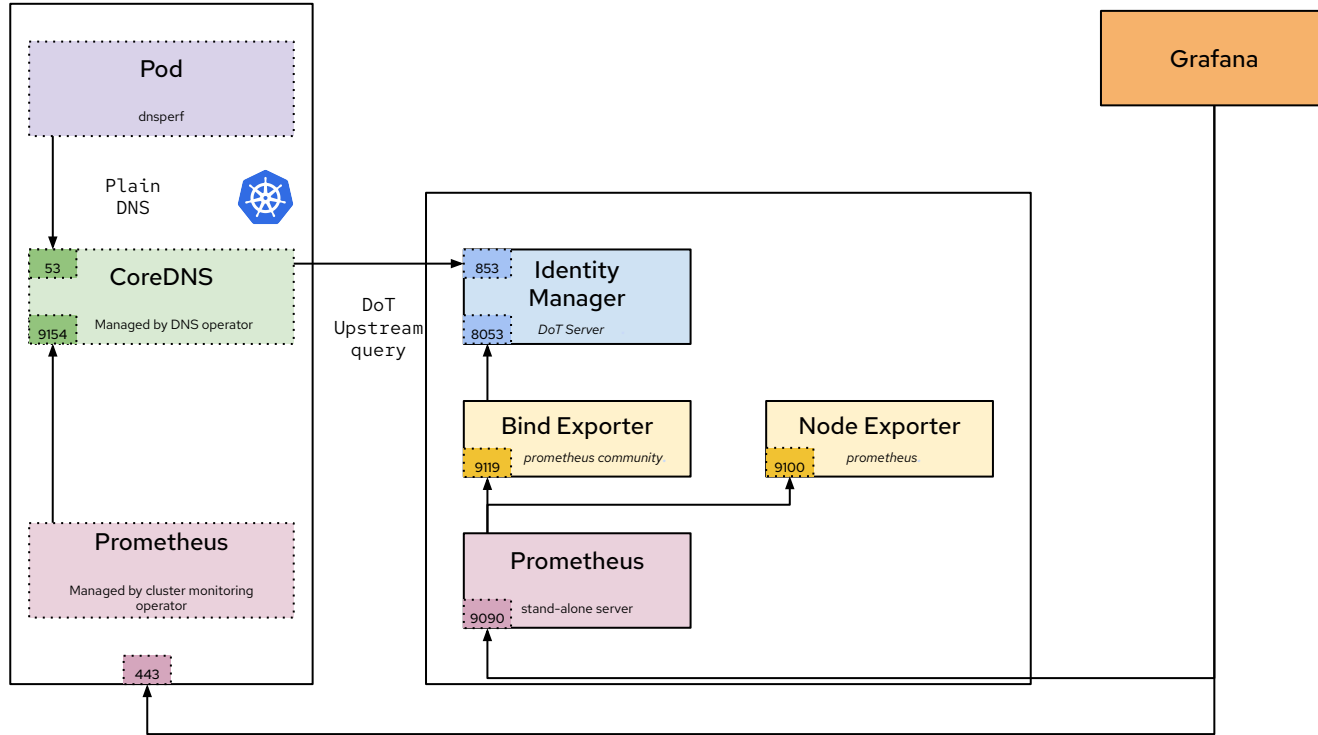 Pod
dnsperf
Plain
DNS
53
CoreDNS
9154
Managed by DNS operator
Prometheus
Managed by cluster monitoring
operator
443
DoT
Upstream
query
853
Identity
Manager
8053
DoT Server
Bind Exporter
9119
prometheus community
Node Exporter
9100
prometheus
Prometheus
9090
stand-alone server
Grafana